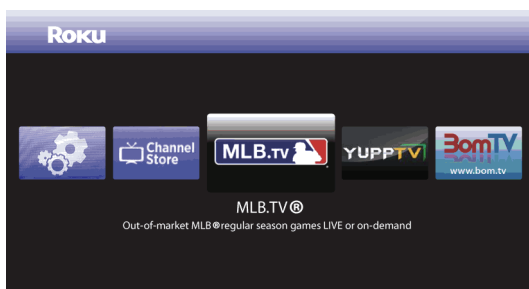 Roku
Channel
Store
MLB.TV
YUPPTV
BomTV
www.bom.tv
MLB.TV®
Out-of-market MLB®regular season games LIVE or on-demand